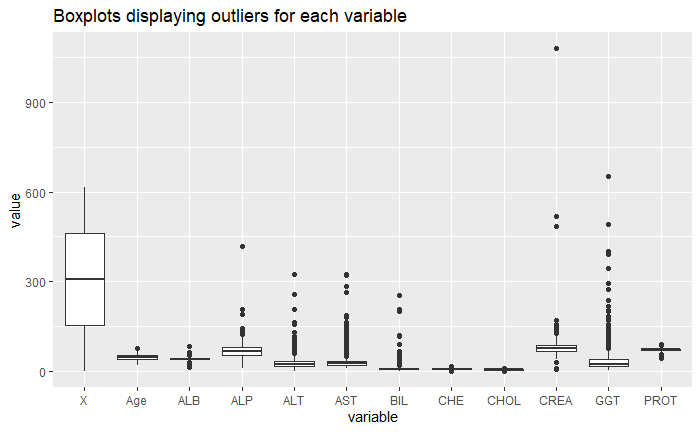 Boxplots displaying outliers for each variable
value
900
600
300
0
X Age ALB ALP ALT AST BIL CHE CHOL CREA GGT PROT
variable